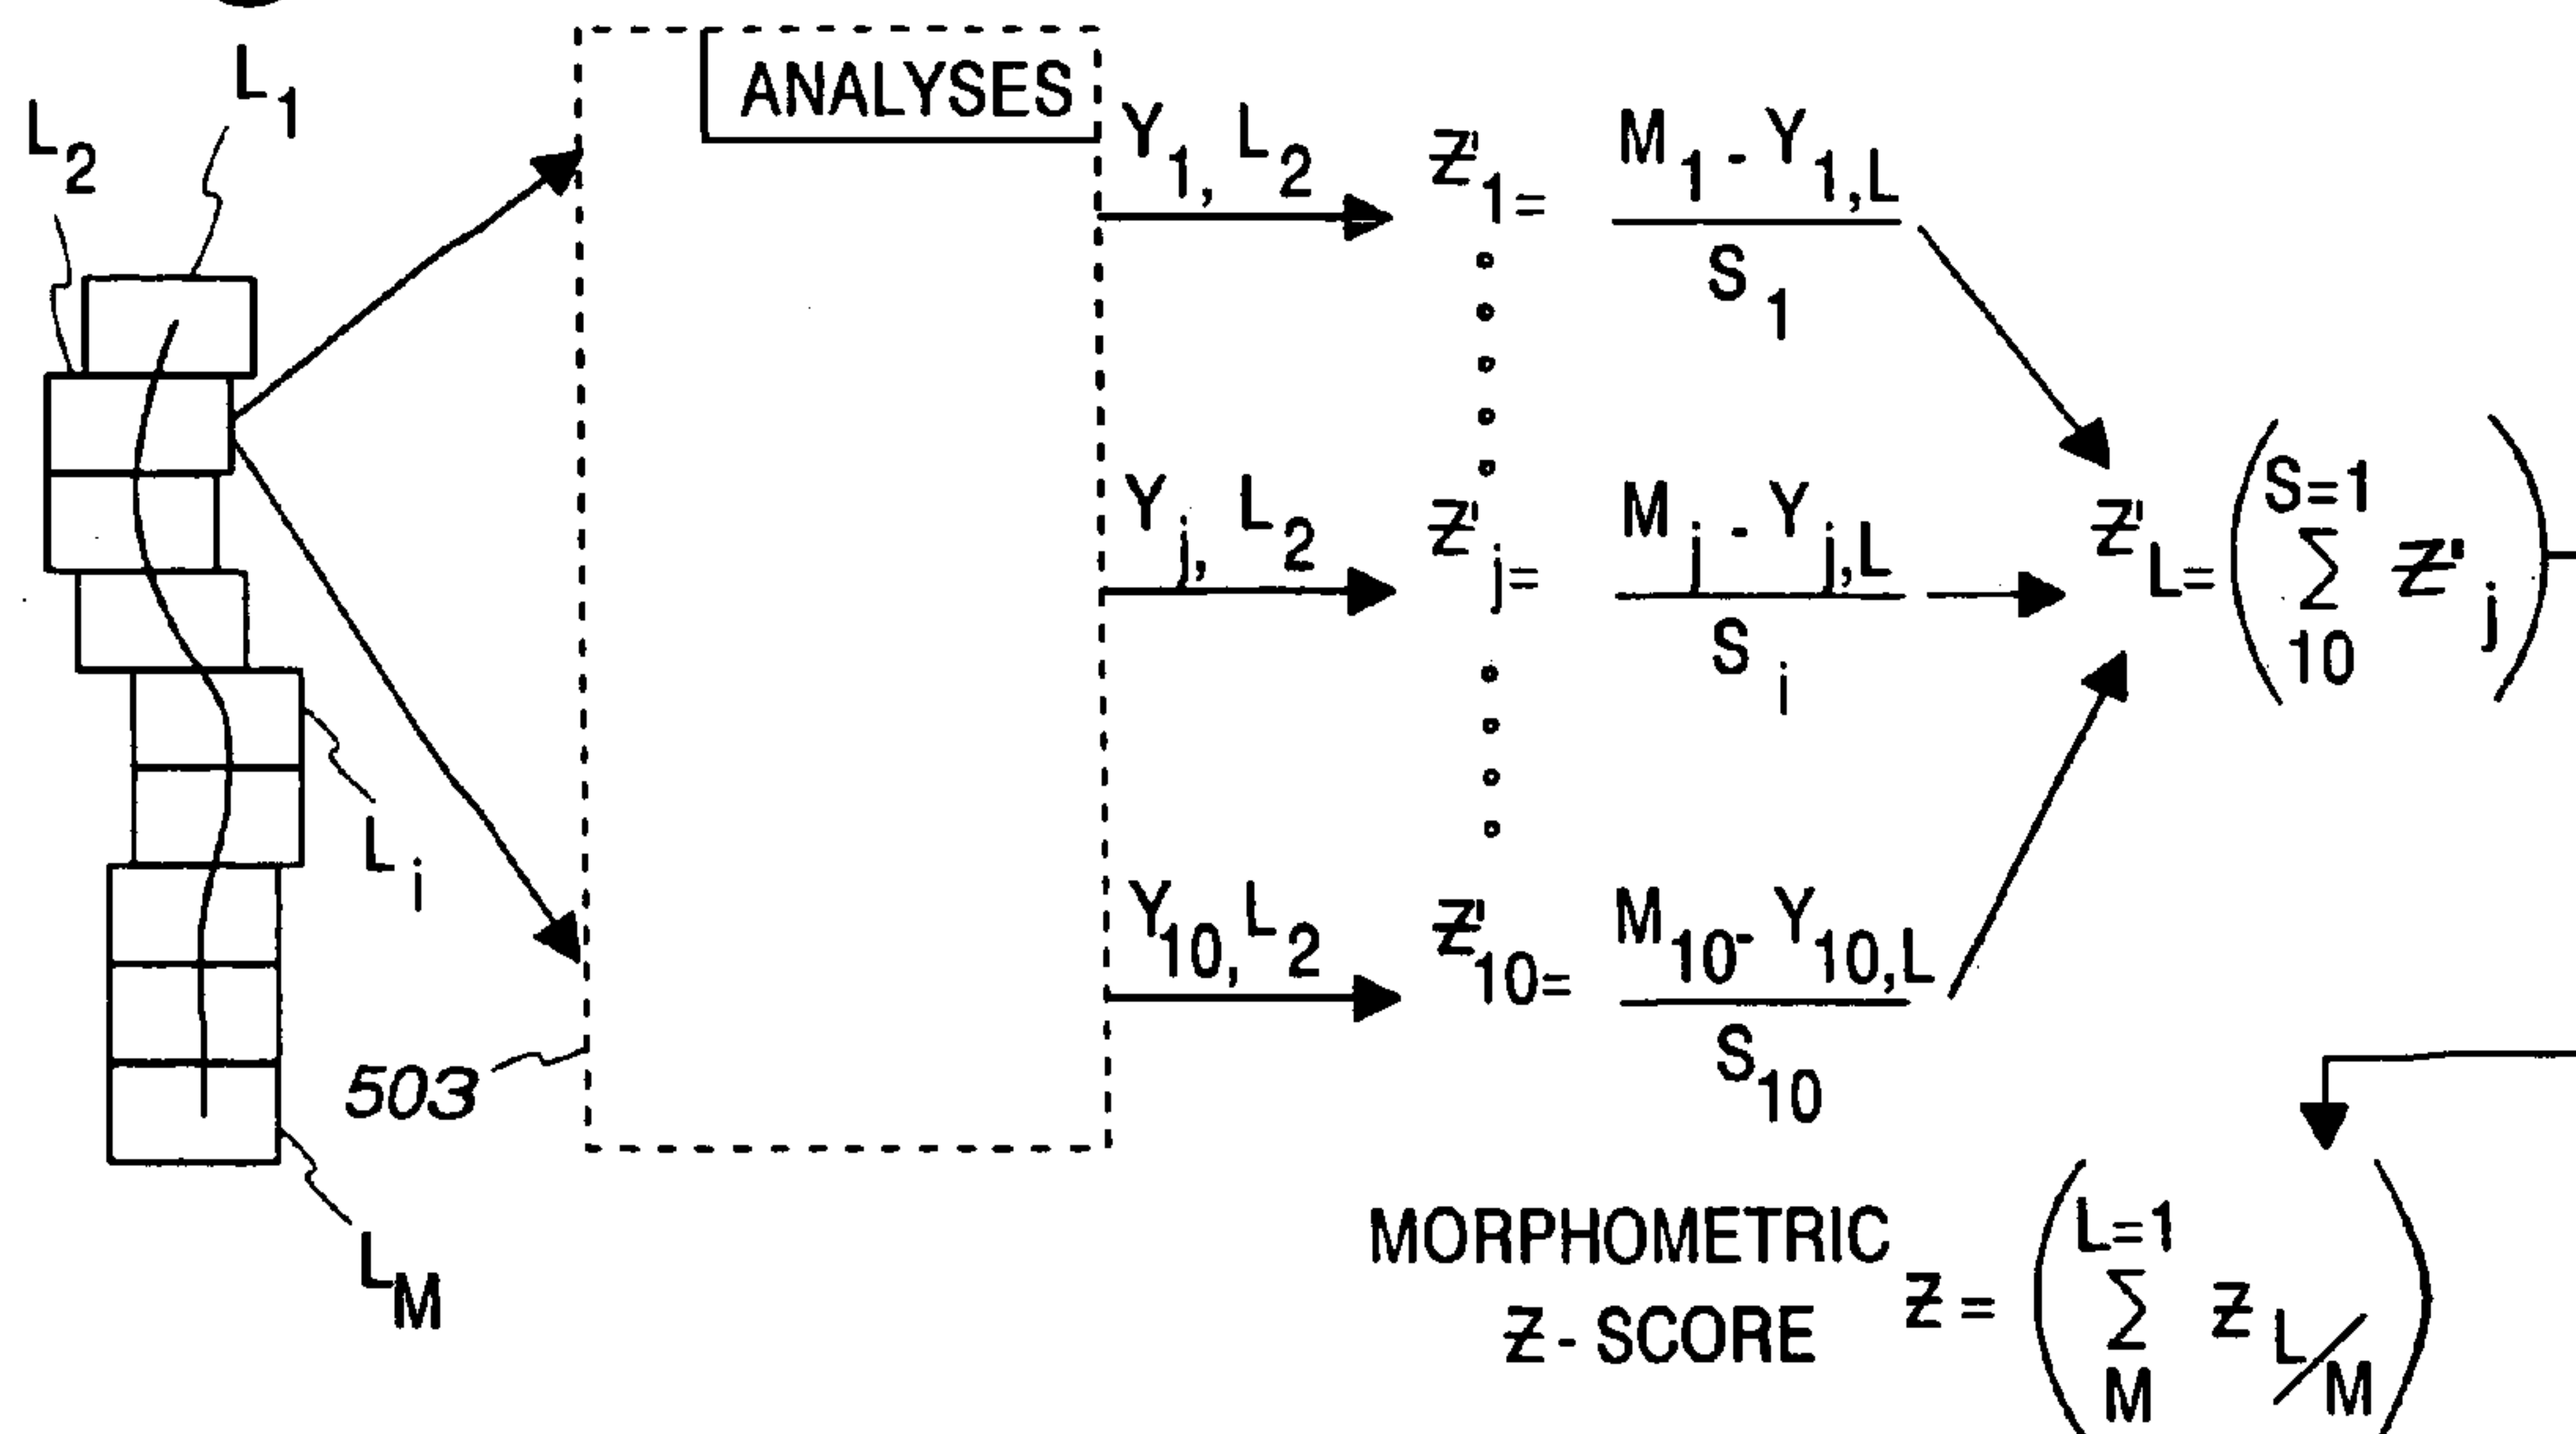 L1
L2
ANALYSES
Y1, L2
Z'1= M1 - Y1,L
S1
Yj, L2
Z'j= Mj - Yj,L
Si
Z'L= (S=1 Σ 10 Z'j)
Li
Y10, L2
Z'10= M10 - Y10,L
S10
503
LM
MORPHOMETRIC
Z - SCORE
Z = (L=1 Σ M Z L/M)